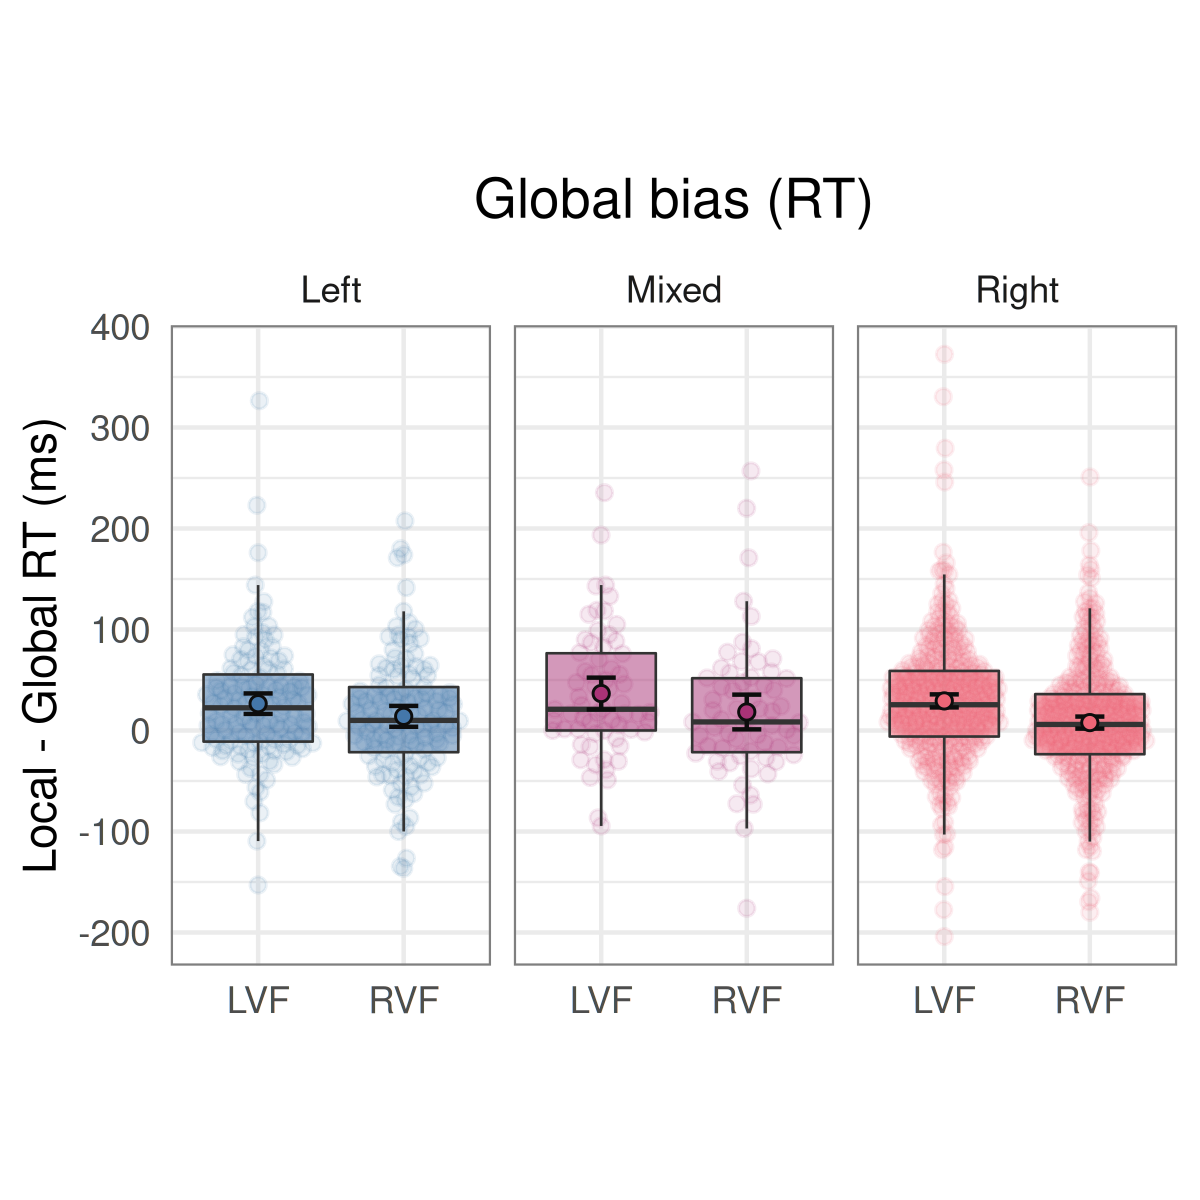 Global bias (RT)
Left Mixed Right
Local - Global RT (ms)
400
300
200
100
0
-100
-200
LVF RVF LVF RVF LVF RVF